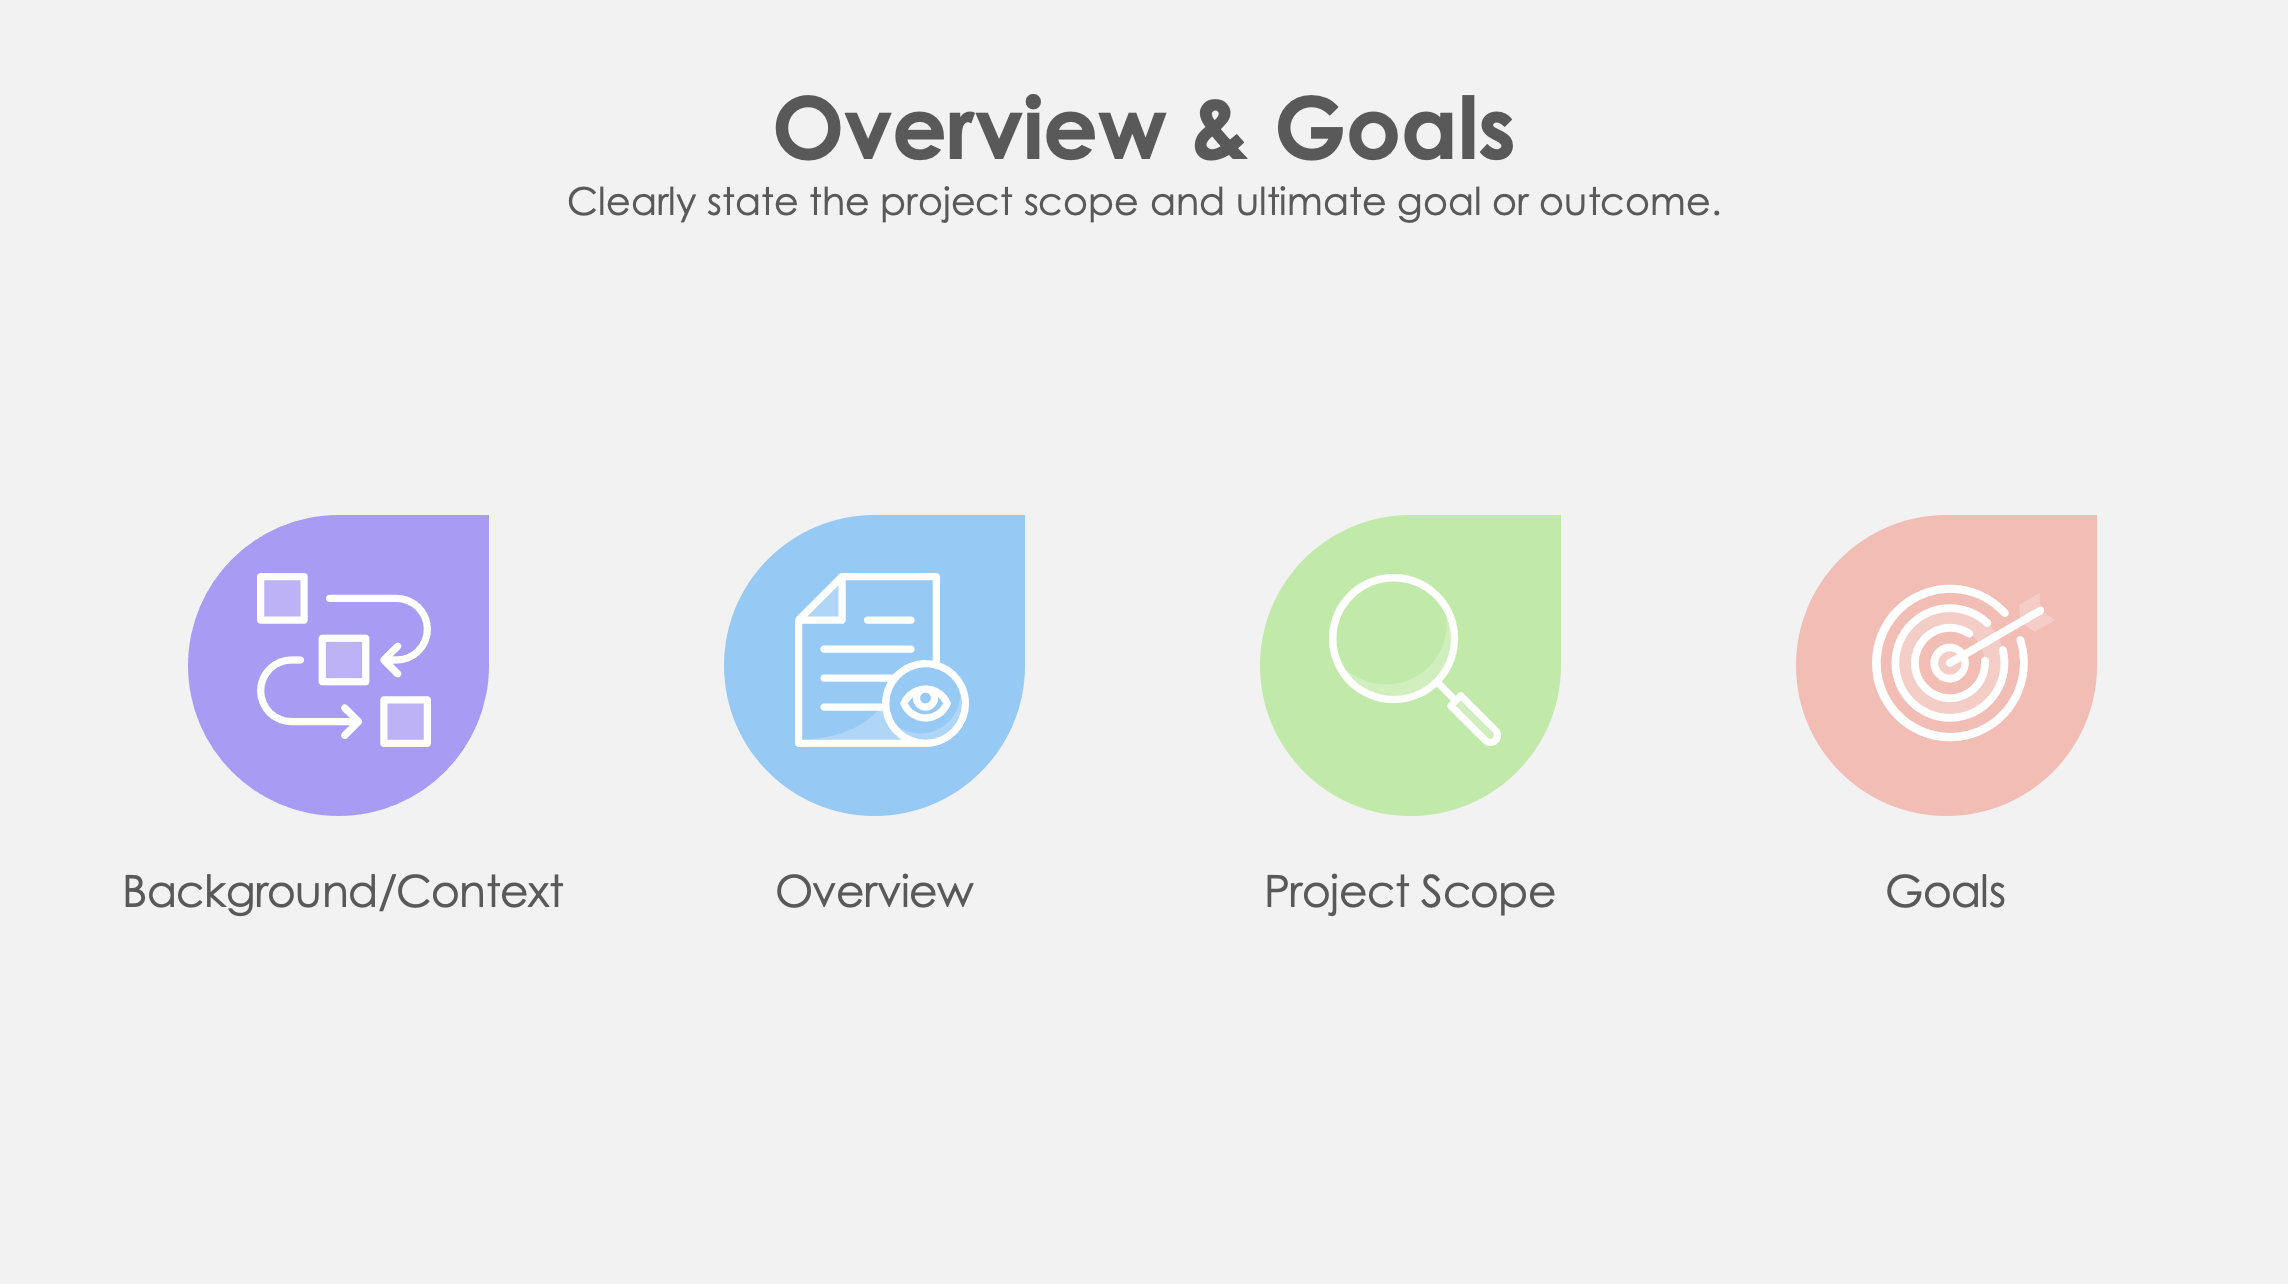 Overview & Goals
Clearly state the project scope and ultimate goal or outcome.
Background/Context
Overview
Project Scope
Goals